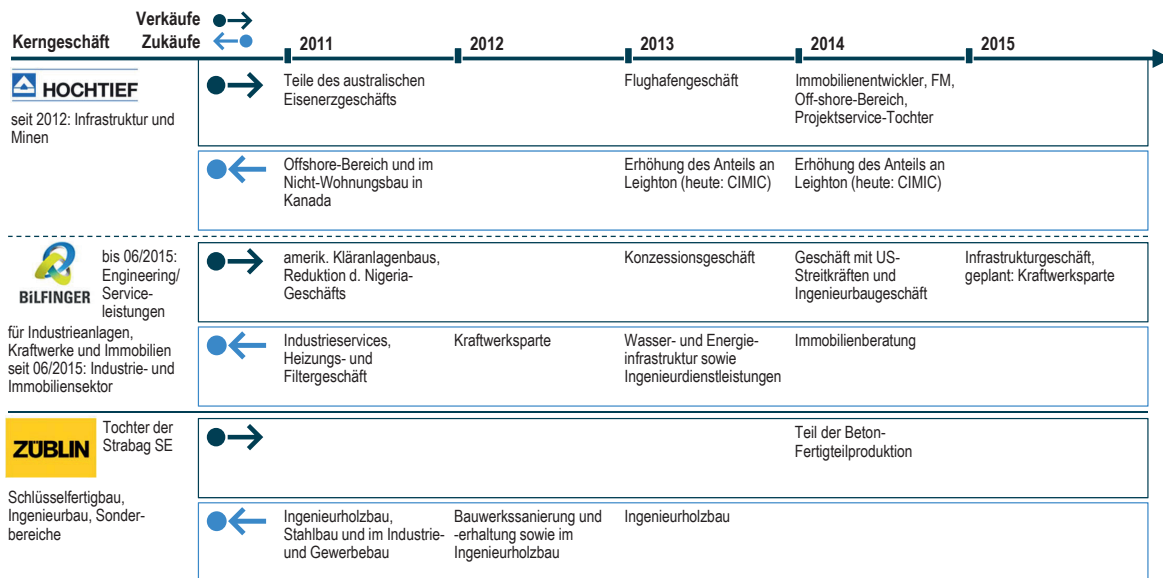 Verkäufe
Kerngeschäft Zukäufe 2011 2012 2013 2014 2015
HOCHTIEF
seit 2012: Infrastruktur und
Minen
Teile des australischen
Eisenerzgeschäfts
Flughafengeschäft
Immobilienentwickler, FM,
Off-shore-Bereich,
Projektservice-Tochter
Offshore-Bereich und im
Nicht-Wohnungsbau in
Kanada
Erhöhung des Anteils an
Leighton (heute: CIMIC)
Erhöhung des Anteils an
Leighton (heute: CIMIC)
BiLFINGER
bis 06/2015:
Engineering/
Service-
leistungen
für Industrieanlagen,
Kraftwerke und Immobilien
seit 06/2015: Industrie- und
Immobiliensektor
amerik. Kläranlagenbaus,
Reduktion d. Nigeria-
Geschäfts
Konzessionsgeschäft
Geschäft mit US-
Streitkräften und
Ingenieurbaugeschäft
Infrastrukturgeschäft,
geplant: Kraftwerksparte
Industrieservices,
Heizungs- und
Filtergeschäft
Kraftwerksparte
Wasser- und Energie-
infrastruktur sowie
Ingenieurdienstleistungen
Immobilienberatung
ZÜBLIN
Tochter der
Strabag SE
Schlüsselfertigbau,
Ingenieurbau, Sonder-
bereiche
Teil der Beton-
Fertigteilproduktion
Ingenieurholzbau,
Stahlbau und im Industrie-
und Gewerbebau
Bauwerkssanierung und
-erhaltung sowie im
Ingenieurholzbau
Ingenieurholzbau